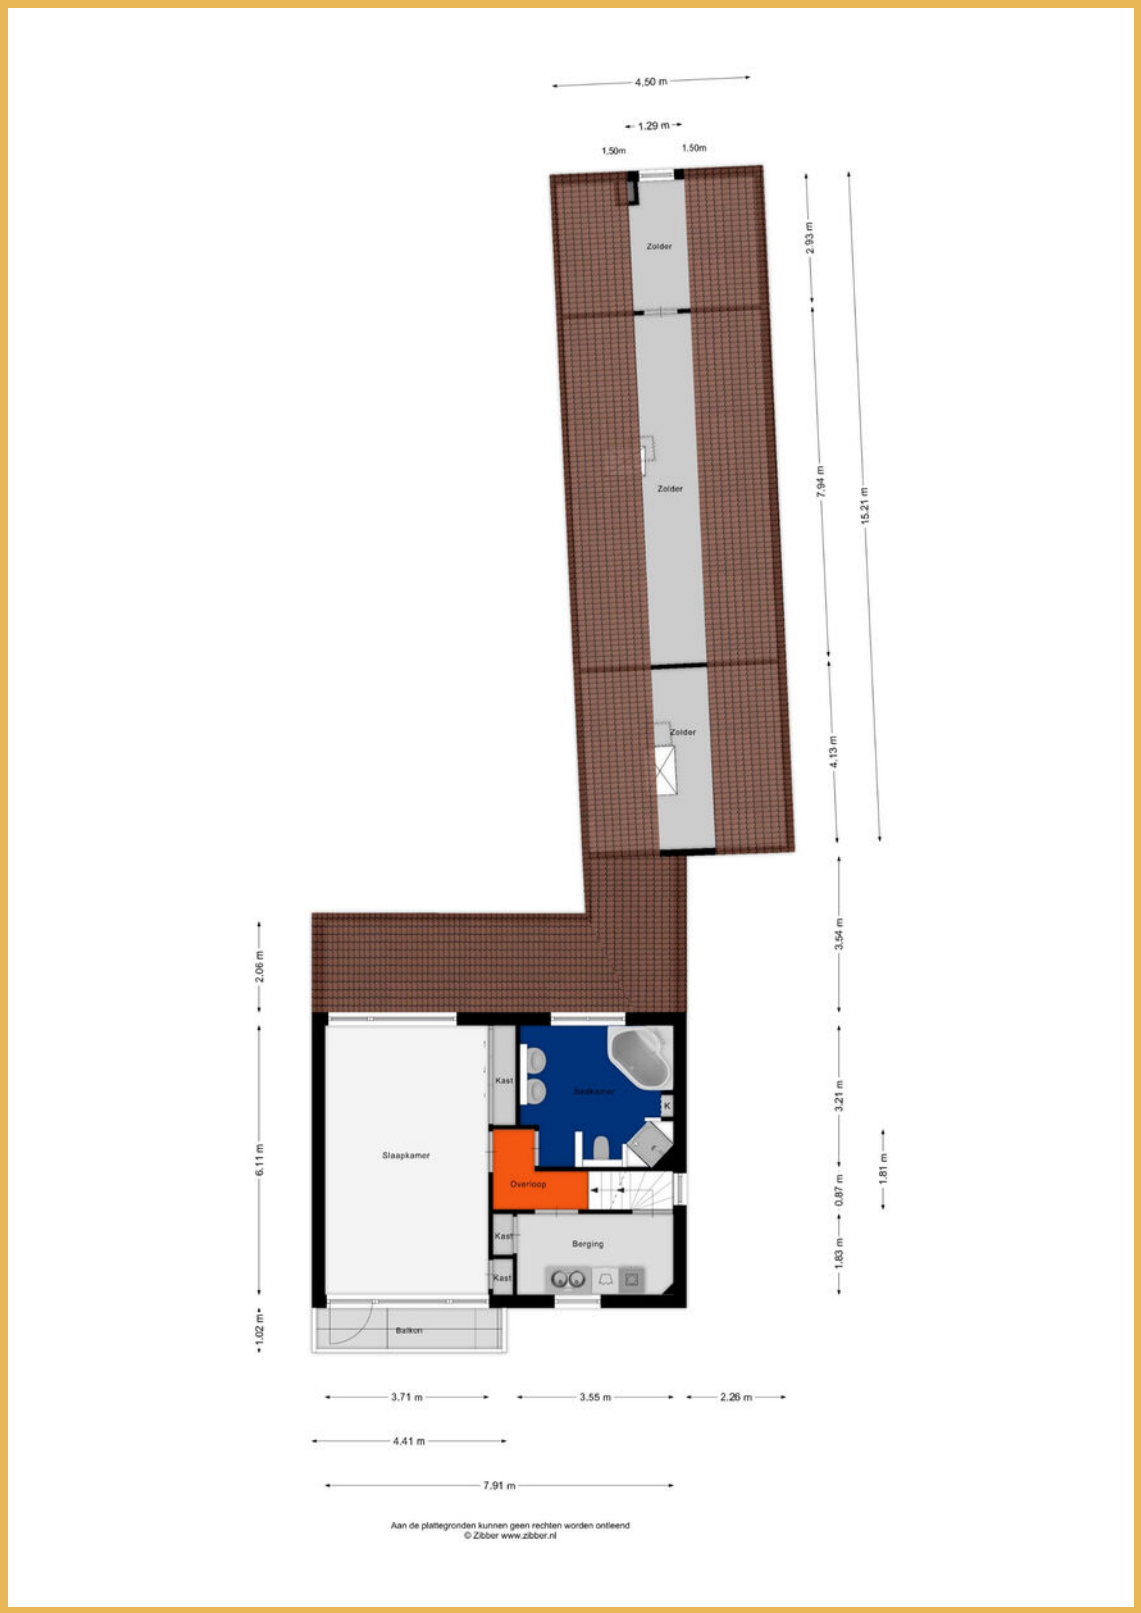 4.50 m
1.29 m
1.50m
1.50m
2.93 m
Zolder
7.94 m
15.21 m
Zolder
Zolder
4.13 m
3.54 m
2.06 m
Kast
Badkamer
K
3.21 m
6.11 m
Slaapkamer
1.81 m
Overloop
0.87 m
Kast
Berging
1.83 m
Kast
1.02 m
Balkon
3.71 m
3.55 m
2.26 m
4.41 m
7.91 m
Aan de plattegronden kunnen geen rechten worden ontleend
© Zibber www.zibber.nl